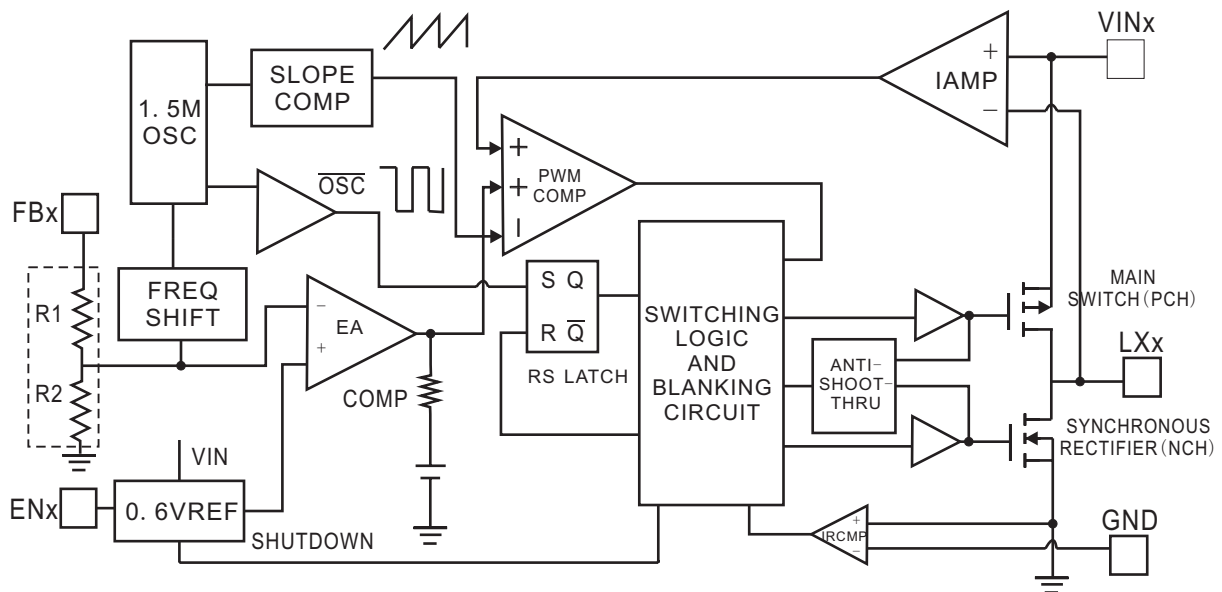 VINx
SLOPE
COMP
IAMP
+
−
1. 5M
OSC
+
+
−
PWM
COMP
OSC
FBx
FREQ
SHIFT
R1
R2
−
+
EA
S Q
R Q
RS LATCH
SWITCHING
LOGIC
AND
BLANKING
CIRCUIT
MAIN
SWITCH(PCH)
LXx
ANTI-
SHOOT-
THRU
COMP
SYNCHRONOUS
RECTIFIER(NCH)
VIN
ENx
0. 6VREF
SHUTDOWN
+
−
IRCMP
GND